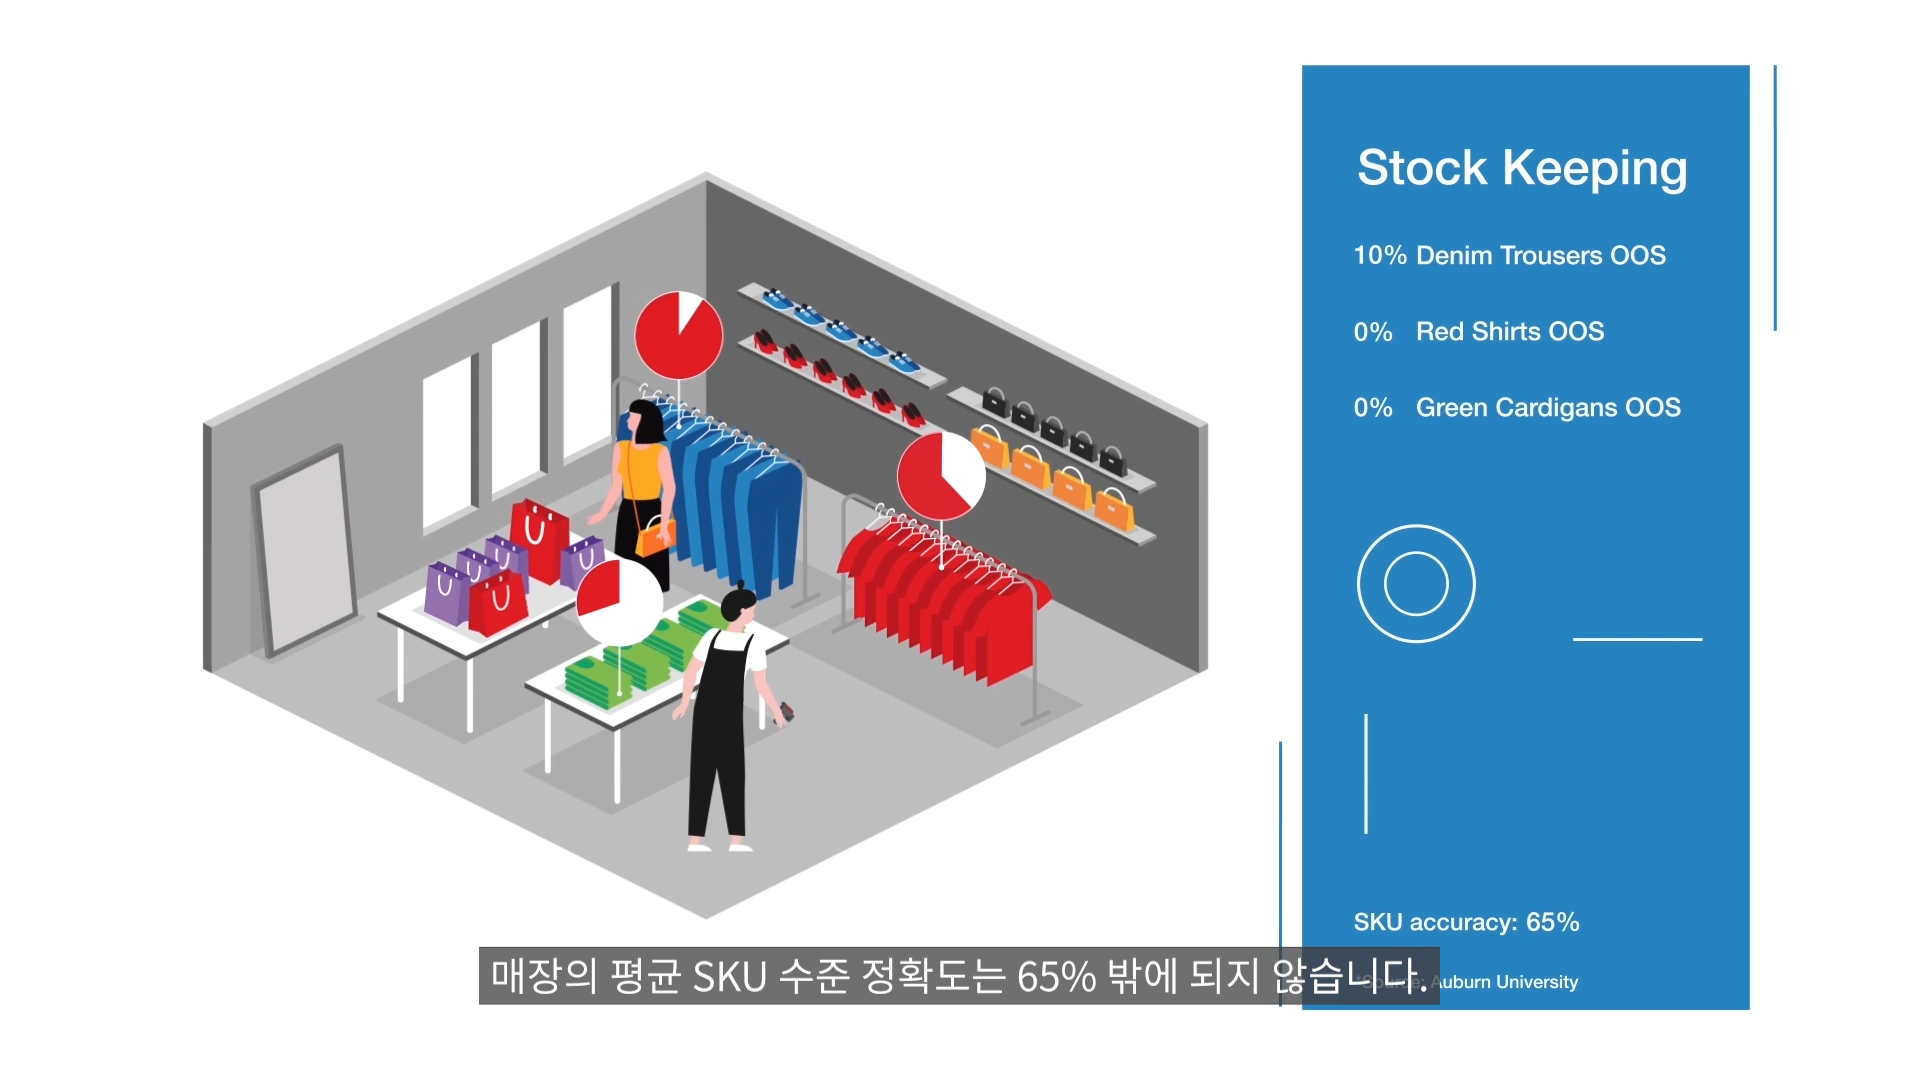 Stock Keeping
10% Denim Trousers OOS
0% Red Shirts OOS
0% Green Cardigans OOS
SKU accuracy: 65%
*Source: Auburn University
매장의 평균 SKU 수준 정확도는 65% 밖에 되지 않습니다.